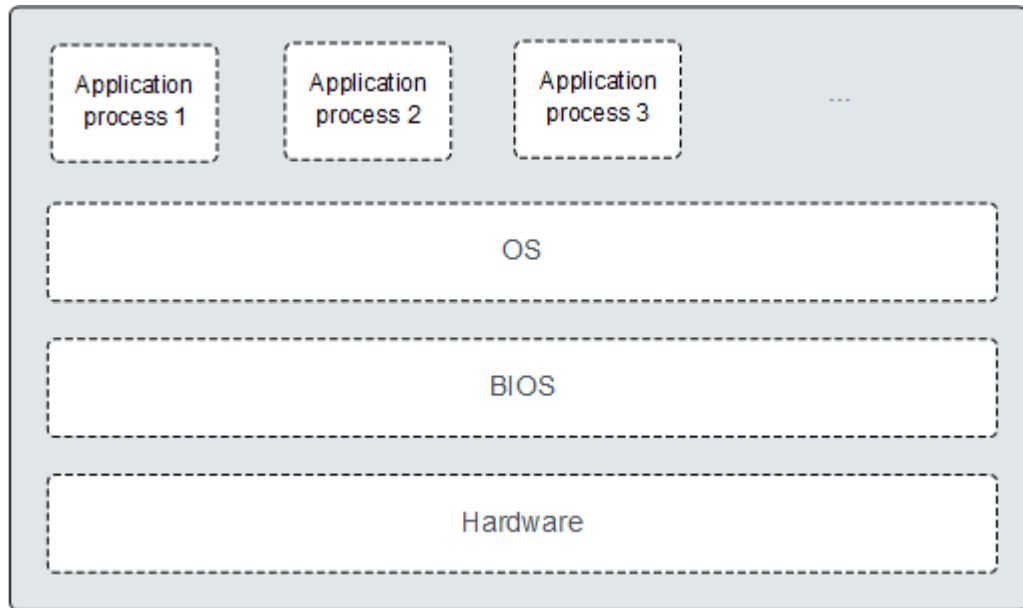 Application
process 1
Application
process 2
Application
process 3
...
OS
BIOS
Hardware